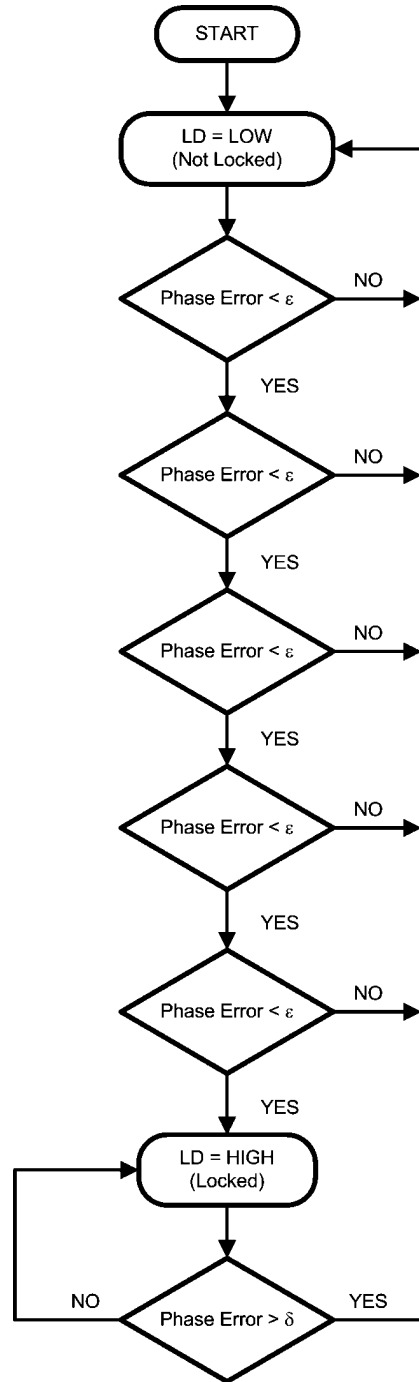 START
LD = LOW
(Not Locked)
Phase Error < ε
NO
YES
Phase Error < ε
NO
YES
Phase Error < ε
NO
YES
Phase Error < ε
NO
YES
Phase Error < ε
NO
YES
LD = HIGH
(Locked)
NO
Phase Error > δ
YES